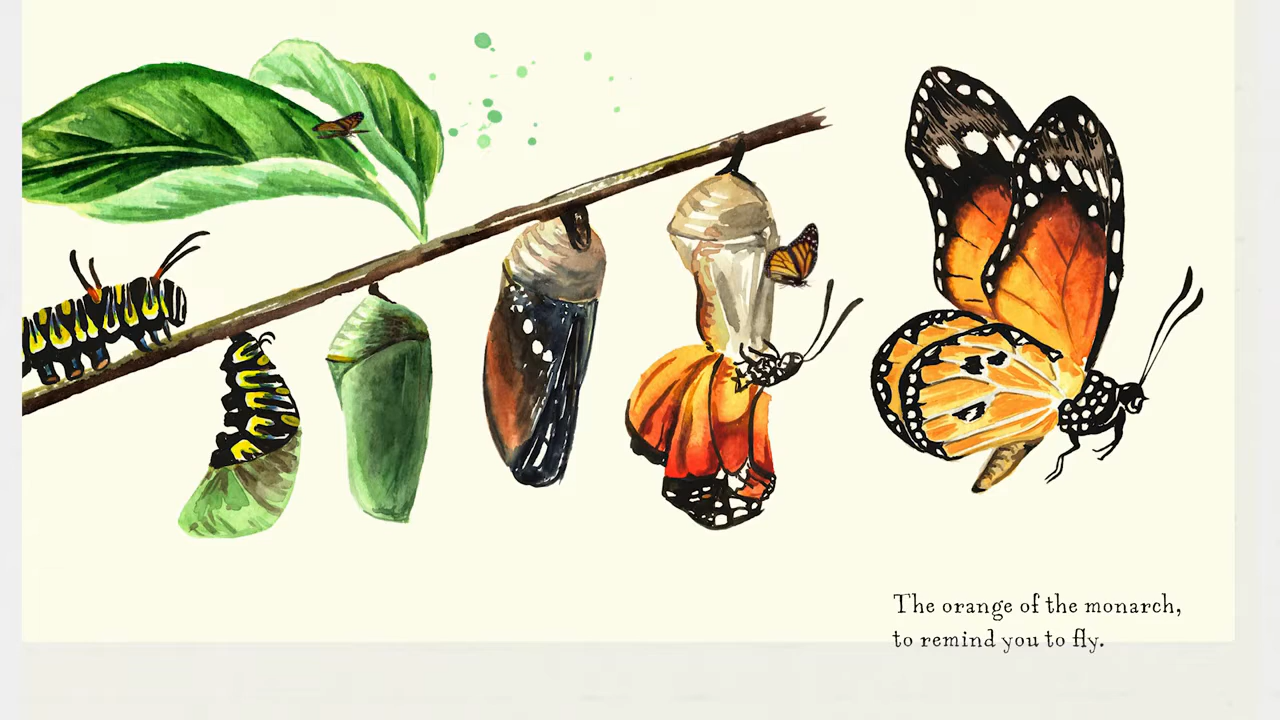 The orange of the monarch,
to remind you to fly.